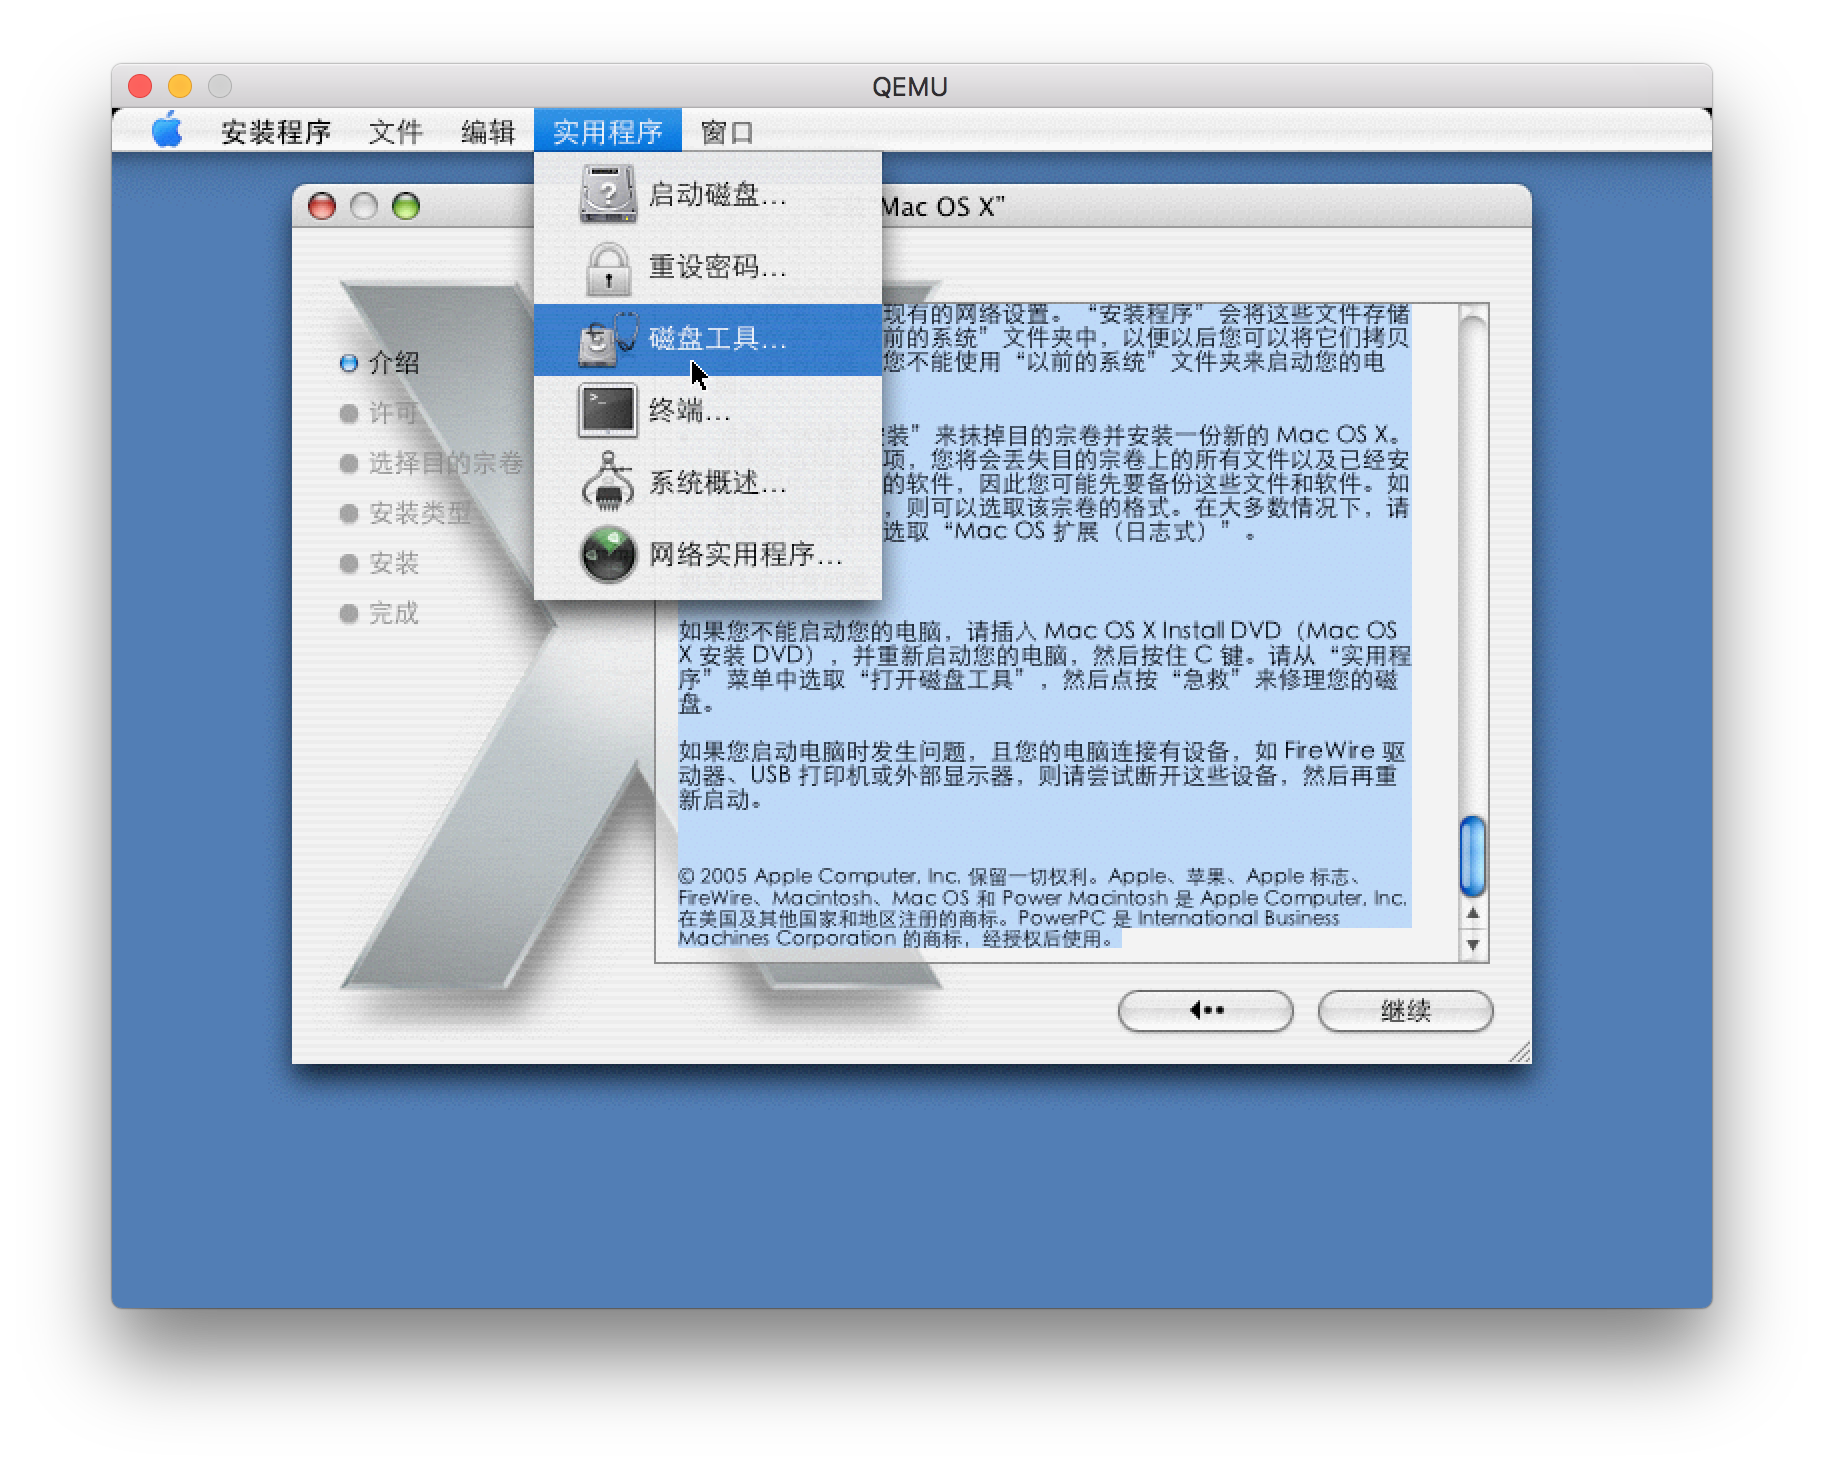 QEMU
安装程序 文件 编辑 实用程序 窗口
启动磁盘...
重设密码...
磁盘工具...
终端...
系统概述...
网络实用程序...
Mac OS X”
介绍
许可
选择目的宗卷
安装类型
安装
完成
现有的网络设置。 “安装程序” 会将这些文件存储
前的系统” 文件夹中，以便以后您可以将它们拷贝
您不能使用 “以前的系统” 文件夹来启动您的电
装” 来抹掉目的宗卷并安装一份新的 Mac OS X。
项，您将会丢失目的宗卷上的所有文件以及已经安
的软件，因此您可能先要备份这些文件和软件。如
，则可以选取该宗卷的格式。在大多数情况下，请
选取 “Mac OS 扩展（日志式）” 。
如果您不能启动您的电脑，请插入 Mac OS X Install DVD（Mac OS
X 安装 DVD），并重新启动您的电脑，然后按住 C 键。请从 “实用程
序” 菜单中选取 “打开磁盘工具” ，然后点按 “急救” 来修理您的磁
盘。
如果您启动电脑时发生问题，且您的电脑连接有设备，如 FireWire 驱
动器、USB 打印机或外部显示器，则请尝试断开这些设备，然后再重
新启动。
© 2005 Apple Computer, Inc. 保留一切权利。Apple、苹果、Apple 标志、
FireWire、Macintosh、Mac OS 和 Power Macintosh 是 Apple Computer, Inc.
在美国及其他国家和地区注册的商标。PowerPC 是 International Business
Machines Corporation 的商标，经授权后使用。
继续